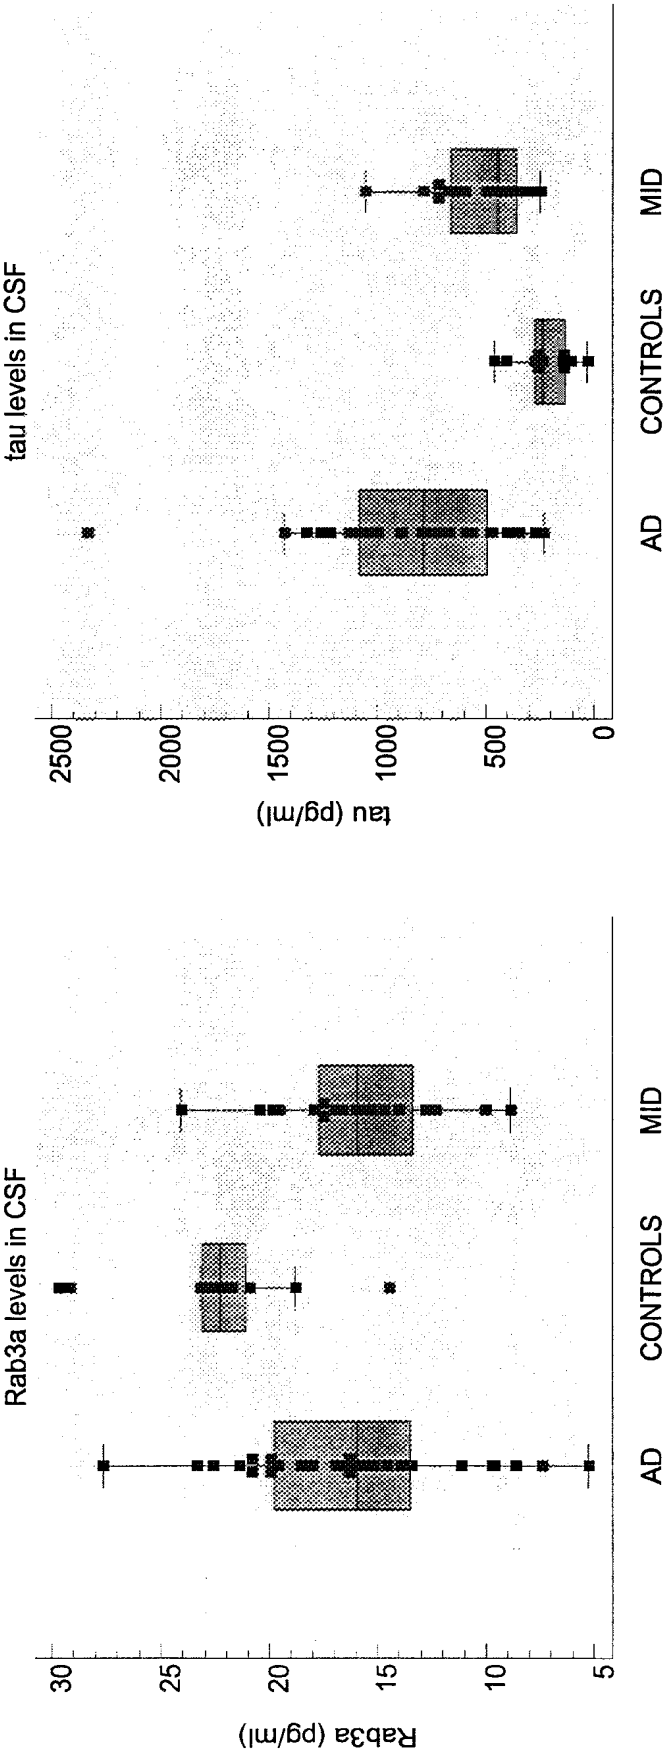 Rab3a levels in CSF
Rab3a (pg/ml)
30
25
20
15
10
5
AD
CONTROLS
MID
tau levels in CSF
tau (pg/ml)
2500
2000
1500
1000
500
0
AD
CONTROLS
MID